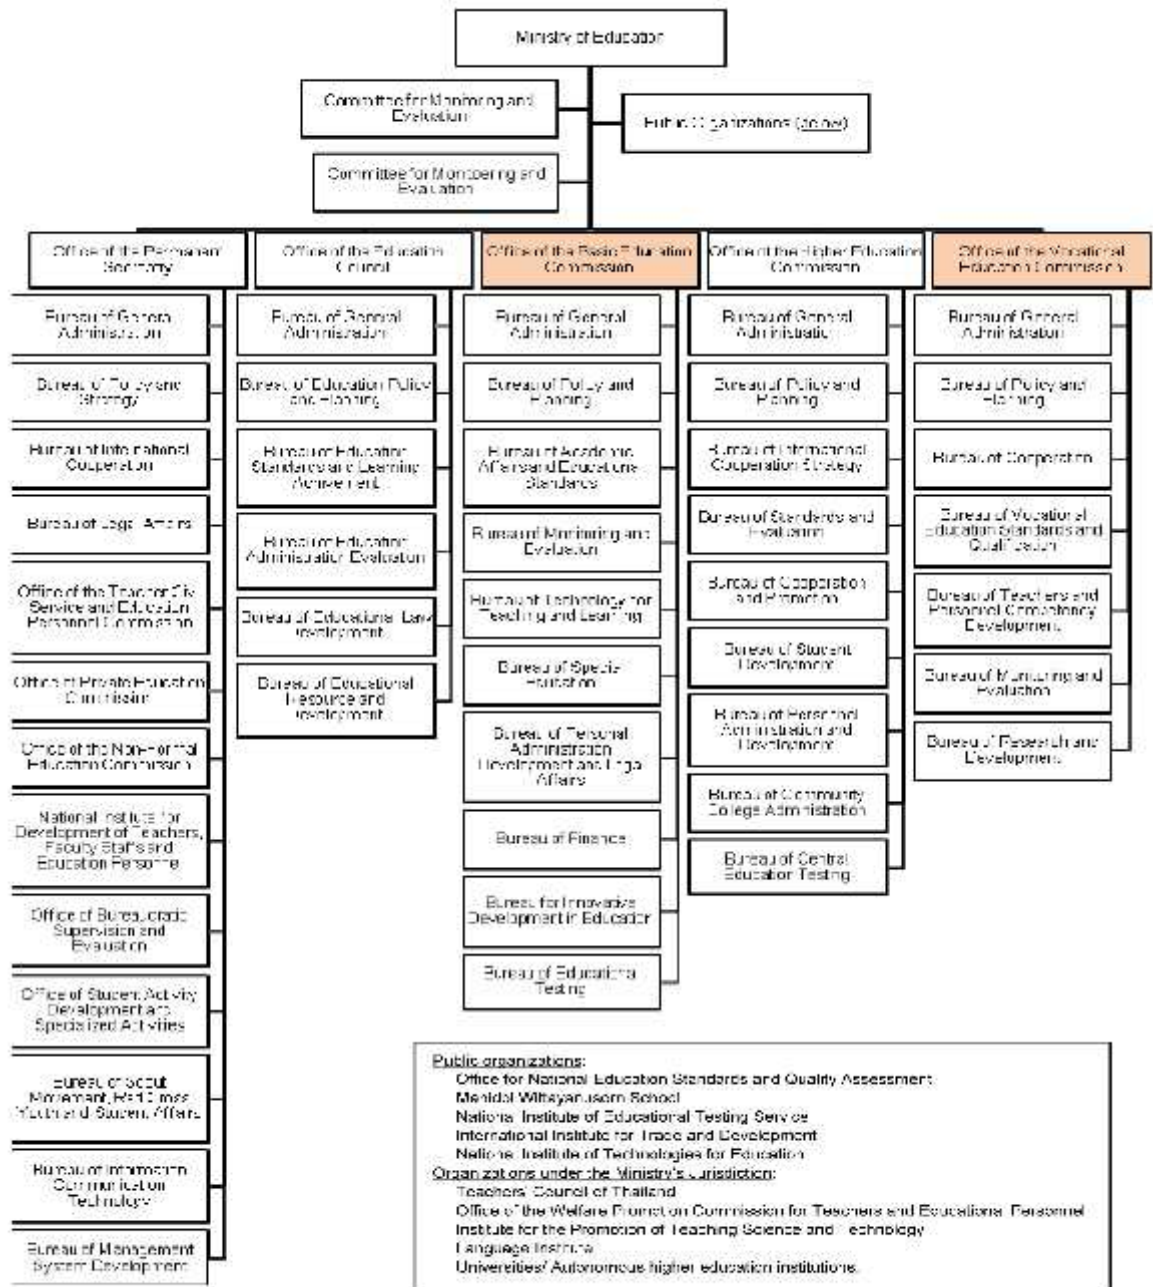 Ministry of Education
Committee for Monitoring and
Evaluation
Public Organizations (below)
Committee for Monitoering and
Evaluation
Office of the Permanent
Secretary
Office of the Education
Council
Office of the Basic Education
Commission
Office of the Higher Education
Commission
Office of the Vocational
Education Commission
Bureau of General
Administration
Bureau of Policy and
Strategy
Bureau of International
Cooperation
Bureau of Legal Affairs
Office of the Teacher Civil
Service and Education
Personnel Commission
Office of Private Education
Commission
Office of the Non-Formal
Education Commission
National Institute for
Development of Teachers,
Faculty Staffs and
Education Personnel
Office of Bureaucratic
Supervision and
Evaluation
Office of Student Activity
Development and
Specialized Activities
Bureau of Scout
Movement, Red Cross
Youth and Student Affairs
Bureau of Information
Communication
Technology
Bureau of Management
System Development
Bureau of General
Administration
Bureau of Education Policy
and Planning
Bureau of Education
Standards and Learning
Achivement
Bureau of Education
Administration Evaluation
Bureau of Educational Law
Development
Bureau of Educational
Resource and
Development
Bureau of General
Administration
Bureau of Policy and
Planning
Bureau of Academic
Affairs and Educational
Standards
Bureau of Monitoring and
Evaluation
Bureau of Technology for
Teaching and Learning
Bureau of Special
Education
Bureau of Personal
Administration
Development and Legal
Affairs
Bureau of Finance
Bureau for Innovative
Development in Education
Bureau of Educational
Testing
Bureau of General
Administration
Bureau of Policy and
Planning
Bureau of International
Cooperation Strategy
Bureau of Standards and
Evaluation
Bureau of Cooperation
and Promotion
Bureau of Student
Development
Bureau of Personnel
Administration and
Development
Bureau of Community
College Administration
Bureau of Central
Education Testing
Bureau of General
Administration
Bureau of Policy and
Planning
Bureau of Cooperation
Bureau of Vocational
Education Standards and
Qualification
Bureau of Teachers and
Personnel Competency
Development
Bureau of Monitoring and
Evaluation
Bureau of Research and
Development
Public organizations:
Office for National Education Standards and Quality Assessment
Mahidol Wittayanusorn School
National Institute of Educational Testing Service
International Institute for Trade and Development
National Institute of Technologies for Education
Organizations under the Ministry's Jurisdiction:
Teachers' Council of Thailand
Office of the Welfare Promotion Commission for Teachers and Educational Personnel
Institute for the Promotion of Teaching Science and Technology
Language Institute
Universities/ Autonomous higher education institutions.